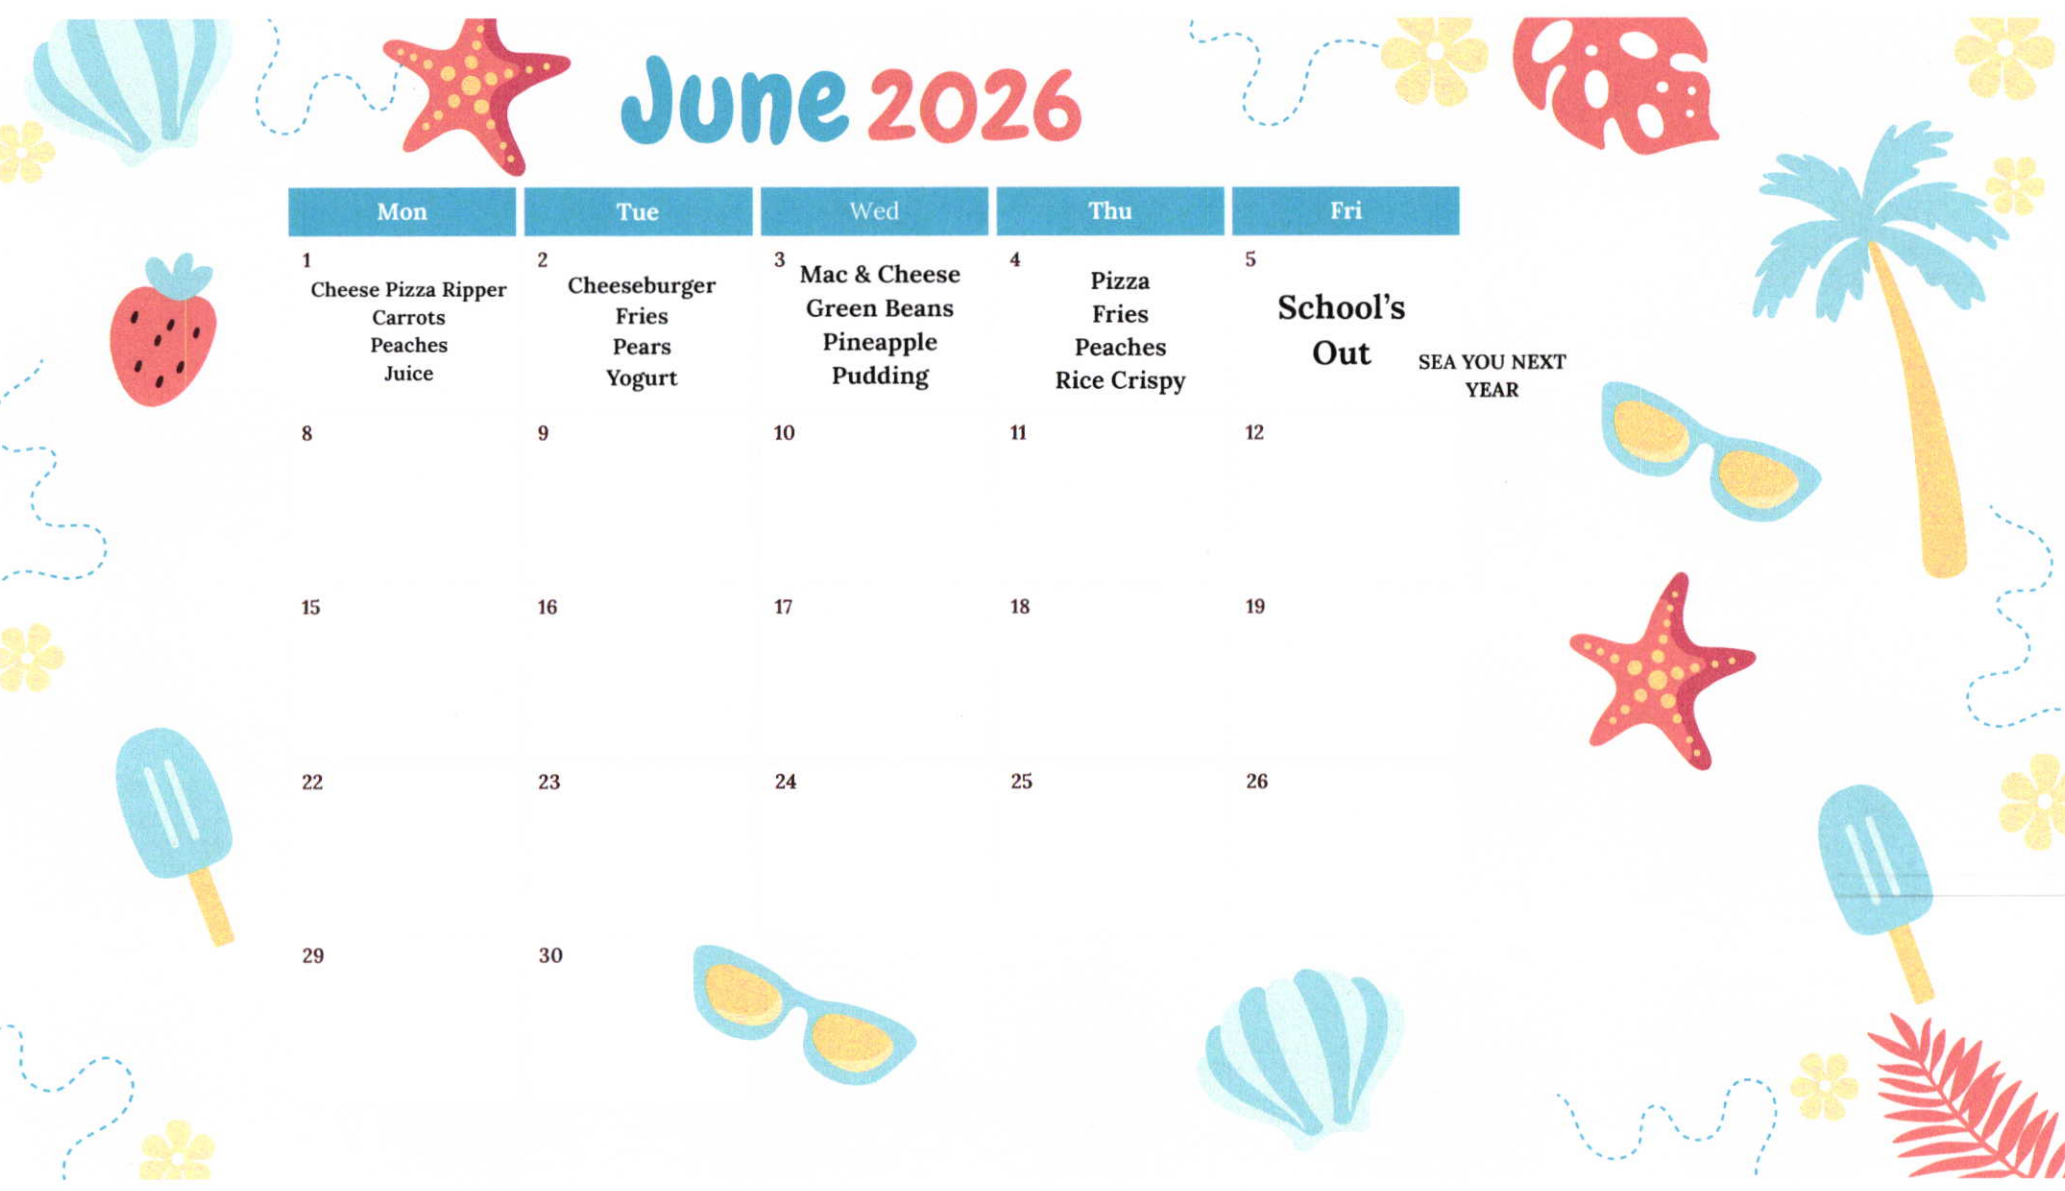 June 2026
Mon Tue Wed Thu Fri
1
Cheese Pizza Ripper
Carrots
Peaches
Juice
2
Cheeseburger
Fries
Pears
Yogurt
3
Mac & Cheese
Green Beans
Pineapple
Pudding
4
Pizza
Fries
Peaches
Rice Crispy
5
School's
Out
SEA YOU NEXT
YEAR
8 9 10 11 12
15 16 17 18 19
22 23 24 25 26
29 30